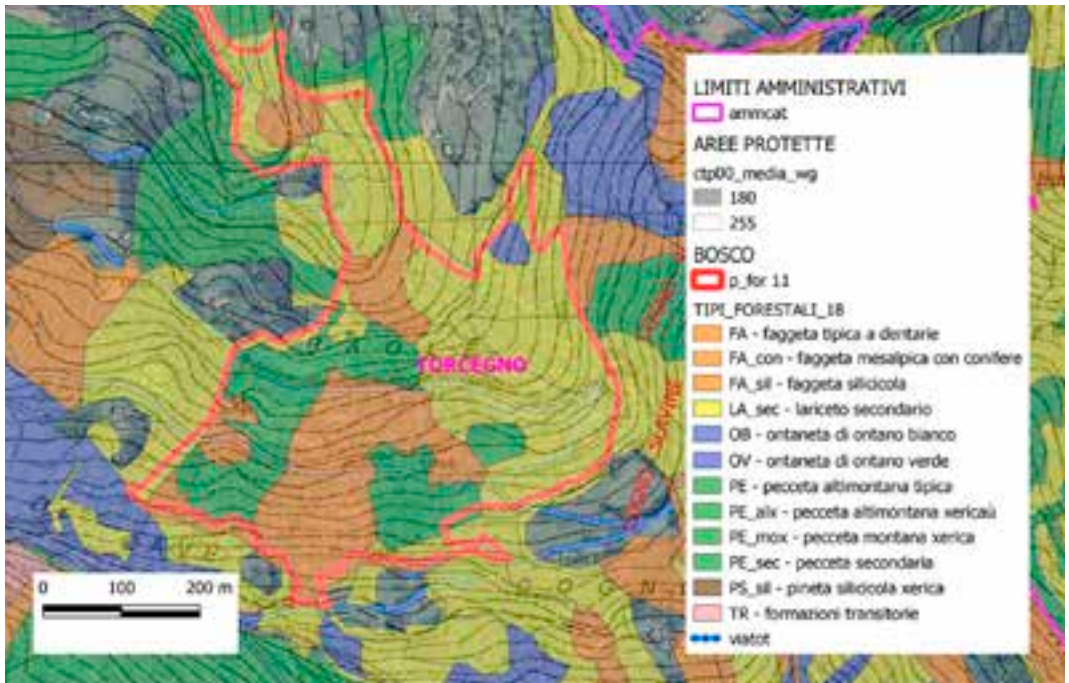 LIMITI AMMINISTRATIVI
ammcat
AREE PROTETTE
ctp00_media_wg
180
255
BOSCO
p_for 11
TIPI_FORESTALI_18
FA - faggeta tipica a dentarie
FA_con - faggeta mesalpica con conifere
FA_sil - faggeta silicicola
LA_sec - lariceto secondario
OB - ontaneta di ontano bianco
OV - ontaneta di ontano verde
PE - pecceta altimontana tipica
PE_alx - pecceta altimontana xericaù
PE_mox - pecceta montana xerica
PE_sec - pecceta secondaria
PS_sil - pineta silicicola xerica
TR - formazioni transitorie
viatot
TORCEGNO
0 100 200 m